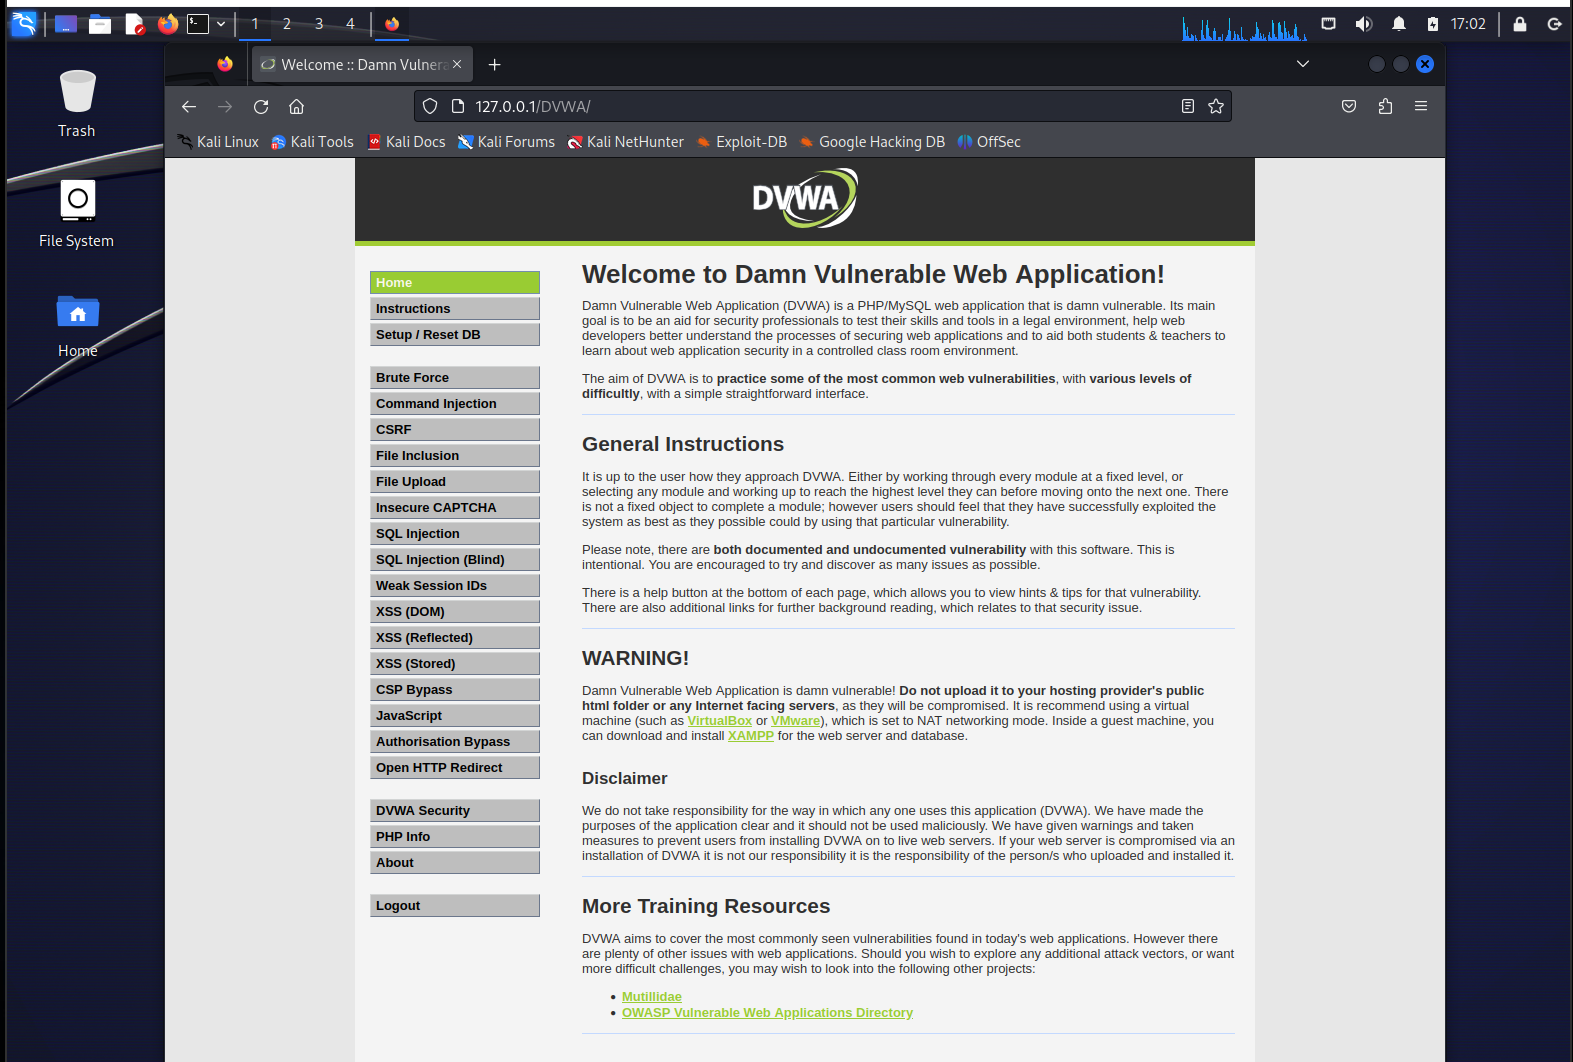 1 2 3 4 17:02
Welcome :: Damn Vulnera
127.0.0.1/DVWA/
Kali Linux Kali Tools Kali Docs Kali Forums Kali NetHunter Exploit-DB Google Hacking DB OffSec
Trash
File System
Home
DVWA
Home
Instructions
Setup / Reset DB
Brute Force
Command Injection
CSRF
File Inclusion
File Upload
Insecure CAPTCHA
SQL Injection
SQL Injection (Blind)
Weak Session IDs
XSS (DOM)
XSS (Reflected)
XSS (Stored)
CSP Bypass
JavaScript
Authorisation Bypass
Open HTTP Redirect
DVWA Security
PHP Info
About
Logout
Welcome to Damn Vulnerable Web Application!
Damn Vulnerable Web Application (DVWA) is a PHP/MySQL web application that is damn vulnerable. Its main
goal is to be an aid for security professionals to test their skills and tools in a legal environment, help web
developers better understand the processes of securing web applications and to aid both students & teachers to
learn about web application security in a controlled class room environment.
The aim of DVWA is to practice some of the most common web vulnerabilities, with various levels of
difficultly, with a simple straightforward interface.
General Instructions
It is up to the user how they approach DVWA. Either by working through every module at a fixed level, or
selecting any module and working up to reach the highest level they can before moving onto the next one. There
is not a fixed object to complete a module; however users should feel that they have successfully exploited the
system as best as they possible could by using that particular vulnerability.
Please note, there are both documented and undocumented vulnerability with this software. This is
intentional. You are encouraged to try and discover as many issues as possible.
There is a help button at the bottom of each page, which allows you to view hints & tips for that vulnerability.
There are also additional links for further background reading, which relates to that security issue.
WARNING!
Damn Vulnerable Web Application is damn vulnerable! Do not upload it to your hosting provider's public
html folder or any Internet facing servers, as they will be compromised. It is recommend using a virtual
machine (such as VirtualBox or VMware), which is set to NAT networking mode. Inside a guest machine, you
can download and install XAMPP for the web server and database.
Disclaimer
We do not take responsibility for the way in which any one uses this application (DVWA). We have made the
purposes of the application clear and it should not be used maliciously. We have given warnings and taken
measures to prevent users from installing DVWA on to live web servers. If your web server is compromised via an
installation of DVWA it is not our responsibility it is the responsibility of the person/s who uploaded and installed it.
More Training Resources
DVWA aims to cover the most commonly seen vulnerabilities found in today's web applications. However there
are plenty of other issues with web applications. Should you wish to explore any additional attack vectors, or want
more difficult challenges, you may wish to look into the following other projects:
• Mutillidae
• OWASP Vulnerable Web Applications Directory